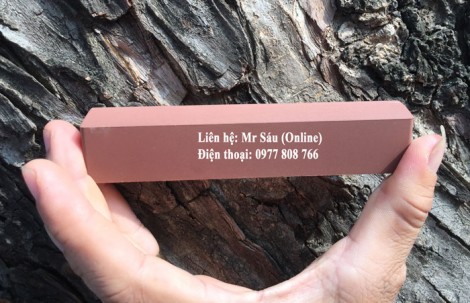 Liên hệ: Mr Sáu (Online)
Điện thoại: 0977 808 766